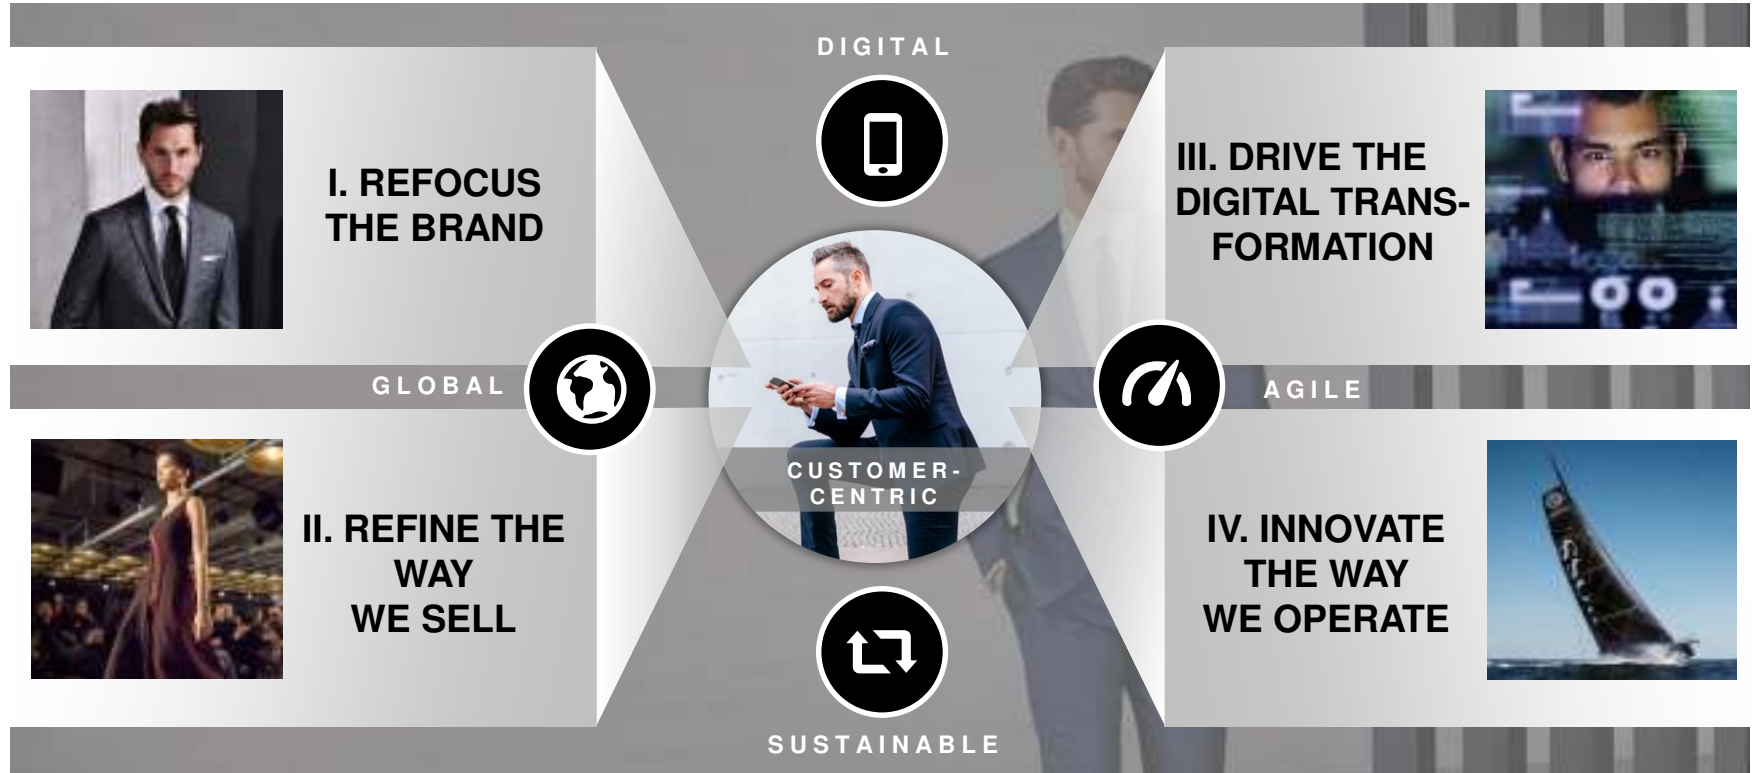 DIGITAL
I. REFOCUS
THE BRAND
III. DRIVE THE
DIGITAL TRANS-
FORMATION
GLOBAL
AGILE
CUSTOMER-
CENTRIC
II. REFINE THE
WAY
WE SELL
IV. INNOVATE
THE WAY
WE OPERATE
SUSTAINABLE